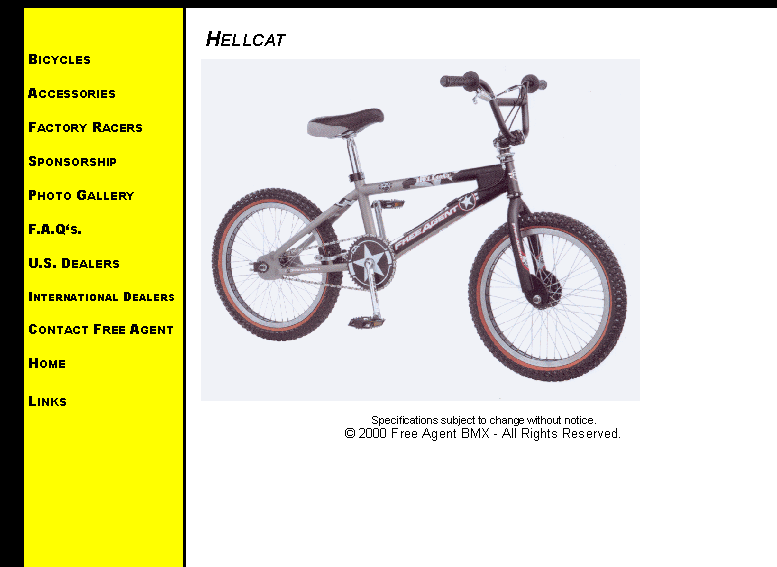 HELLCAT
BICYCLES
ACCESSORIES
FACTORY RACERS
SPONSORSHIP
PHOTO GALLERY
F.A.Q‘S.
U.S. DEALERS
INTERNATIONAL DEALERS
CONTACT FREE AGENT
HOME
LINKS
FREE AGENT
Specifications subject to change without notice.
© 2000 Free Agent BMX - All Rights Reserved.